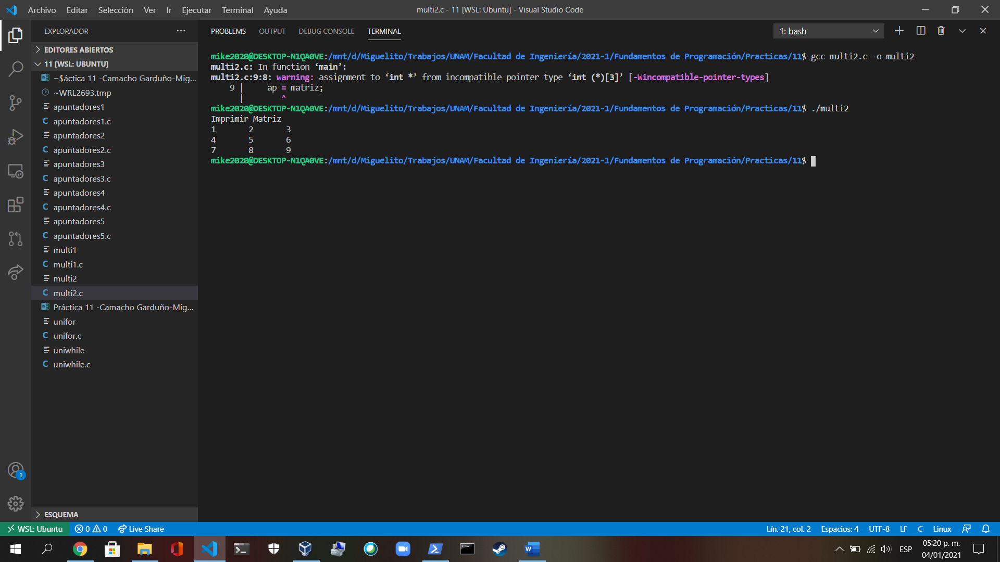 Archivo Editar Selección Ver Ir Ejecutar Terminal Ayuda
multi2.c - 11 [WSL: Ubuntu] - Visual Studio Code
EXPLORADOR
EDITORES ABIERTOS
11 [WSL: UBUNTU]
~$áctica 11 -Camacho Garduño-Mig...
~WRL2693.tmp
apuntadores1
apuntadores1.c
apuntadores2
apuntadores2.c
apuntadores3
apuntadores3.c
apuntadores4
apuntadores4.c
apuntadores5
apuntadores5.c
multi1
multi1.c
multi2
multi2.c
Práctica 11 -Camacho Garduño-Mig...
unifor
unifor.c
uniwhile
uniwhile.c
ESQUEMA
PROBLEMS OUTPUT DEBUG CONSOLE TERMINAL
1: bash
mike2020@DESKTOP-N1QA0VE:/mnt/d/Miguelito/Trabajos/UNAM/Facultad de Ingeniería/2021-1/Fundamentos de Programación/Practicas/11$ gcc multi2.c -o multi2
multi2.c: In function ‘main’:
multi2.c:9:8: warning: assignment to ‘int *’ from incompatible pointer type ‘int (*)[3]’ [-Wincompatible-pointer-types]
9 | ap = matriz;
| ^
mike2020@DESKTOP-N1QA0VE:/mnt/d/Miguelito/Trabajos/UNAM/Facultad de Ingeniería/2021-1/Fundamentos de Programación/Practicas/11$ ./multi2
Imprimir Matriz
1 2 3
4 5 6
7 8 9
mike2020@DESKTOP-N1QA0VE:/mnt/d/Miguelito/Trabajos/UNAM/Facultad de Ingeniería/2021-1/Fundamentos de Programación/Practicas/11$
1
WSL: Ubuntu 0 0 Live Share
Lín. 21, col. 2 Espacios: 4 UTF-8 LF C Linux
ESP
05:20 p. m.
04/01/2021